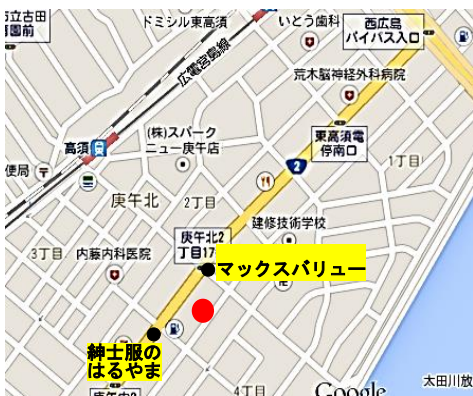 ドミシル東高須
いとう歯科
西広島
バイパス入口
広電宮島線
荒木脳神経外科病院
(株)スパーク
ニュー庚午店
東高須電
停南口
高須
2
1丁目
便局
庚午北
2丁目
建修技術学校
3丁目
内藤内科医院
庚午北2
丁目17
マックスバリュー
紳士服の
はるやま
4丁目
Google
太田川放